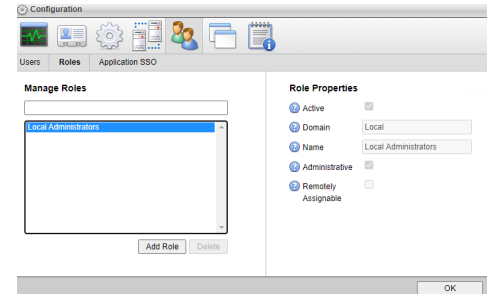 Configuration
Users Roles Application SSO
Manage Roles
Local Administrators
Add Role Delete
Role Properties
Active
Domain Local
Name Local Administrators
Administrative
Remotely
Assignable
OK